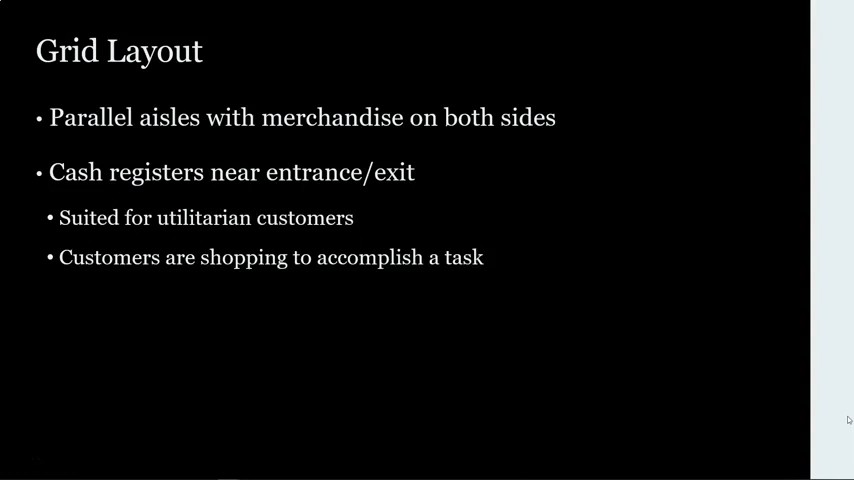 Grid Layout
• Parallel aisles with merchandise on both sides
• Cash registers near entrance/exit
• Suited for utilitarian customers
• Customers are shopping to accomplish a task